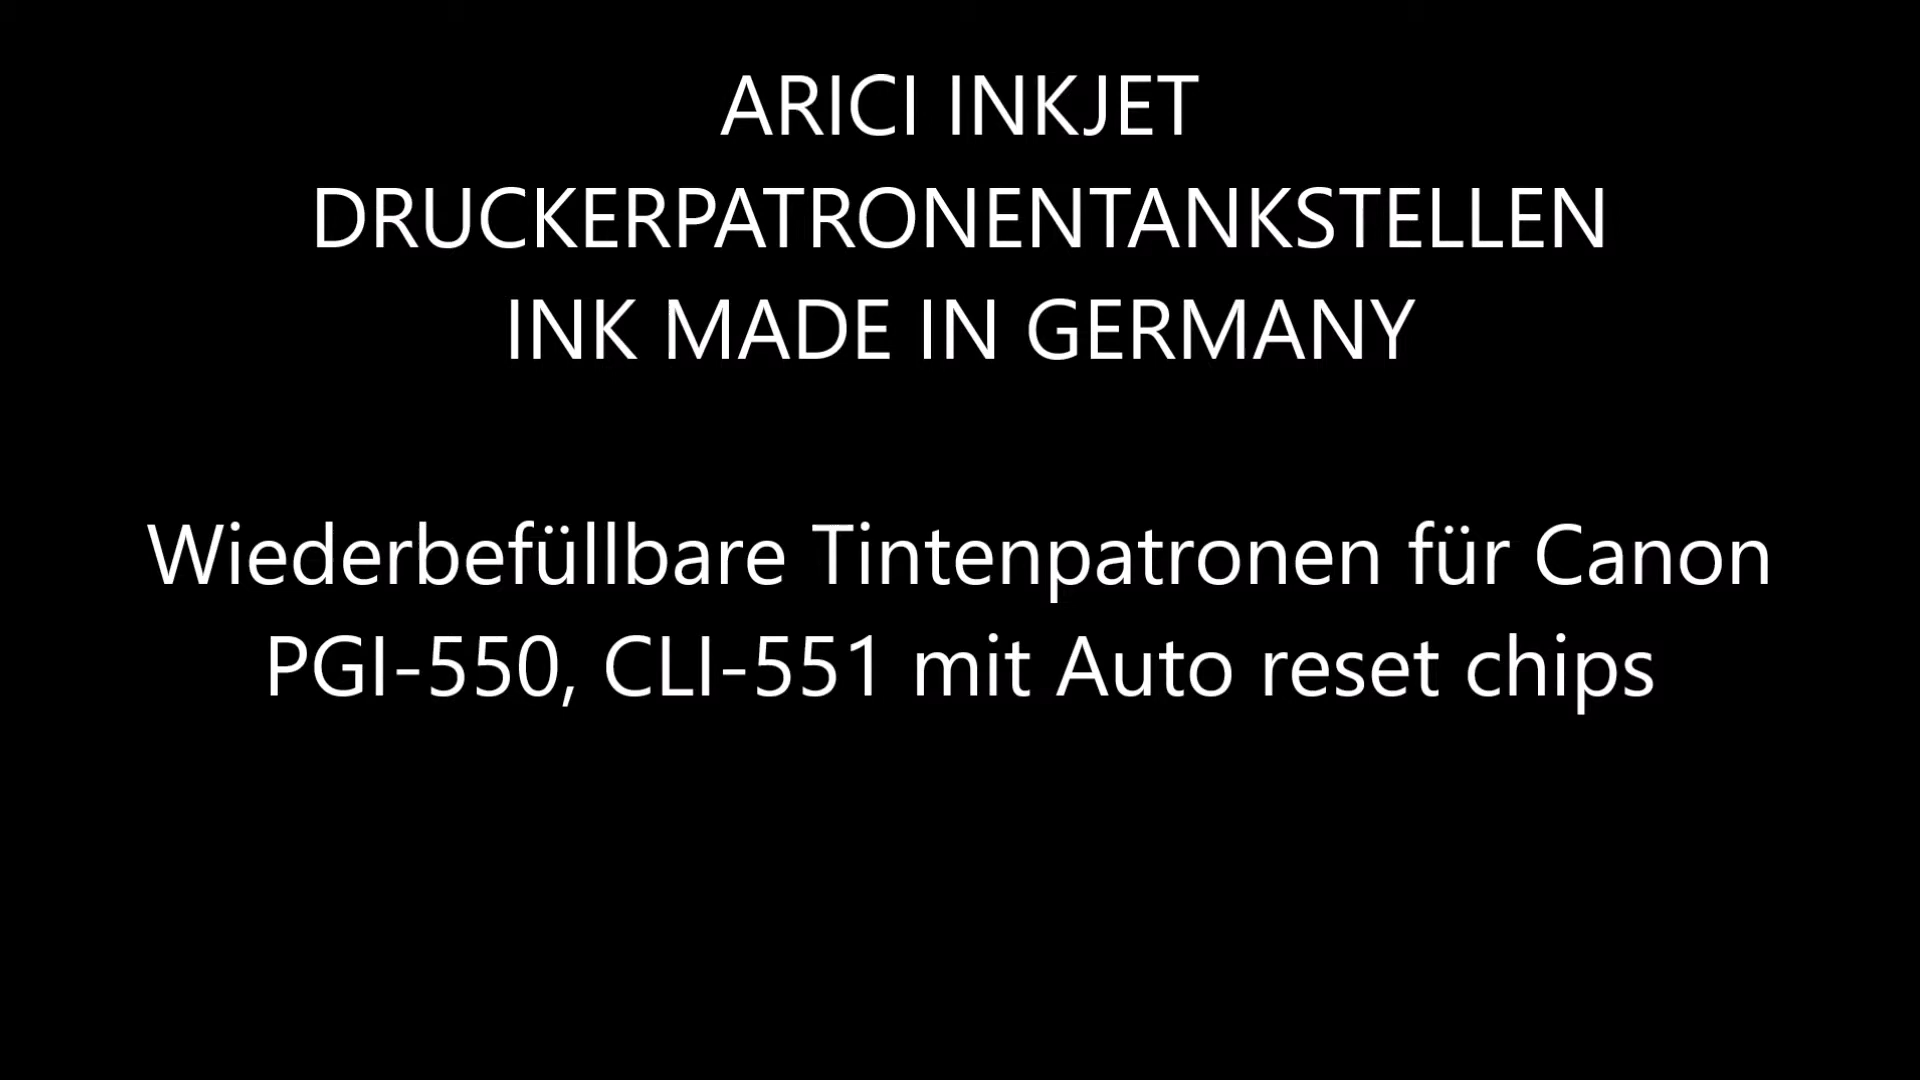 ARICI INKJET
DRUCKERPATRONENTANKSTELLEN
INK MADE IN GERMANY
Wiederbefüllbare Tintenpatronen für Canon
PGI-550, CLI-551 mit Auto reset chips